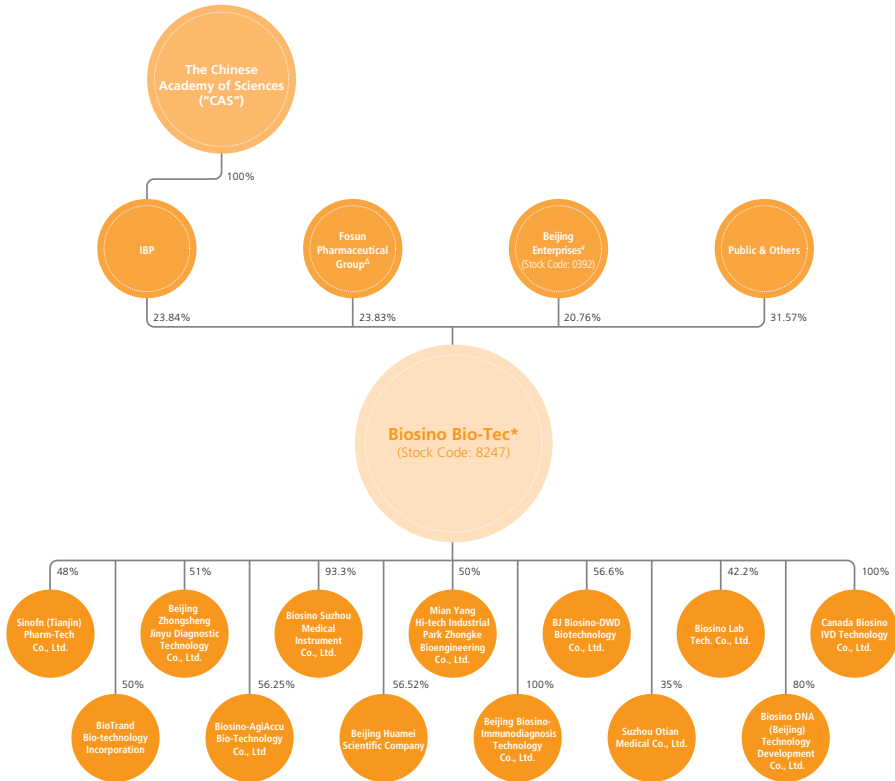 The Chinese
Academy of Sciences
("CAS")
100%
IBP
Fosun
Pharmaceutical
GroupΔ
Beijing
Enterprises#
(Stock Code: 0392)
Public & Others
23.84%
23.83%
20.76%
31.57%
Biosino Bio-Tec*
(Stock Code: 8247)
48%
51%
93.3%
50%
56.6%
42.2%
100%
Sinofn (Tianjin)
Pharm-Tech
Co., Ltd.
Beijing
Zhongsheng
Jinyu Diagnostic
Technology
Co., Ltd.
Biosino Suzhou
Medical
Instrument
Co., Ltd.
Mian Yang
Hi-tech Industrial
Park Zhongke
Bioengineering
Co., Ltd.
BJ Biosino-DWD
Biotechnology
Co., Ltd.
Biosino Lab
Tech. Co., Ltd.
Canada Biosino
IVD Technology
Co., Ltd.
50%
56.25%
56.52%
100%
35%
80%
BioTrand
Bio-technology
Incorporation
Biosino-AgiAccu
Bio-Technology
Co., Ltd
Beijing Huamei
Scientific Company
Beijing Biosino-
Immunodiagnosis
Technology
Co., Ltd.
Suzhou Otian
Medical Co., Ltd.
Biosino DNA
(Beijing)
Technology
Development
Co., Ltd.